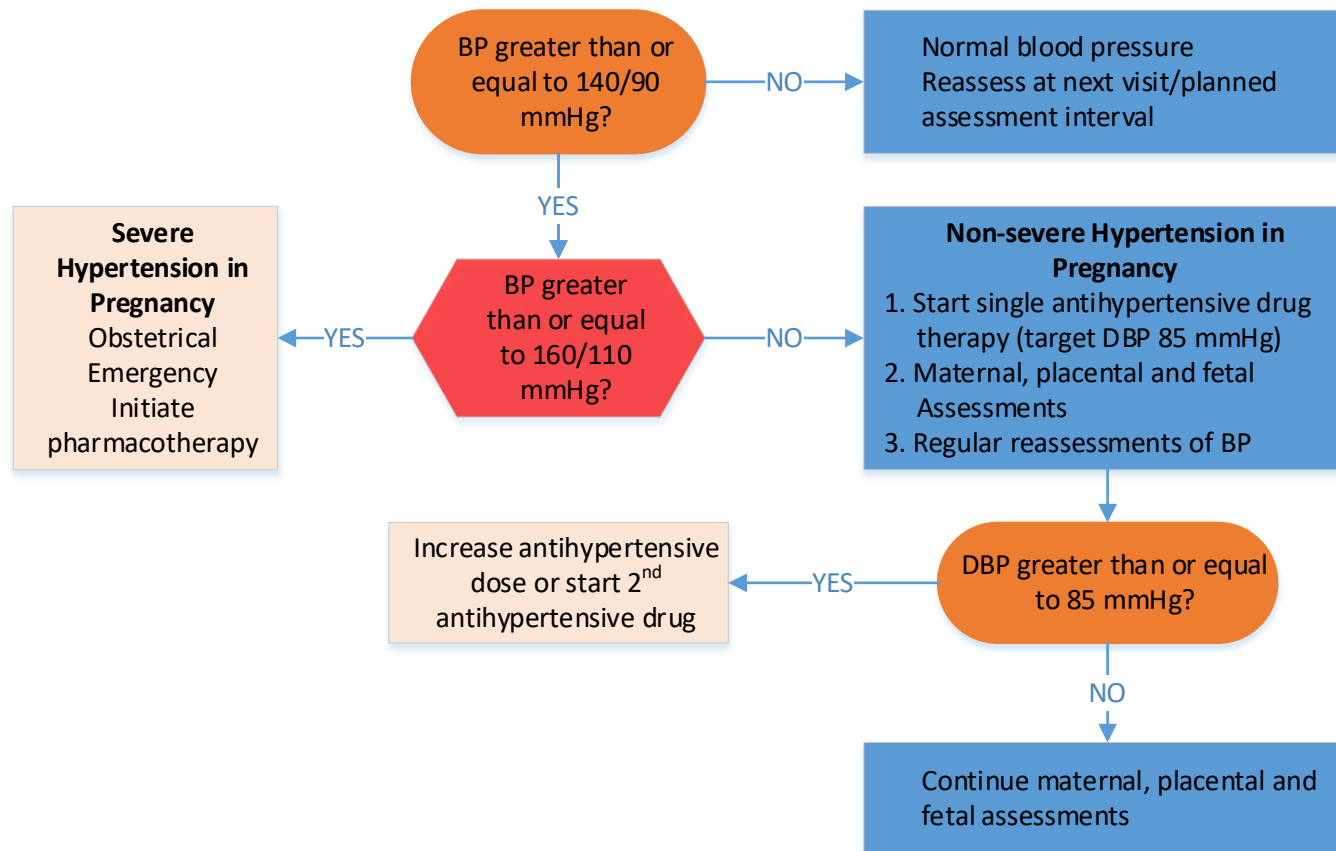 BP greater than or
equal to 140/90
mmHg?
NO
Normal blood pressure
Reassess at next visit/planned
assessment interval
YES
Severe
Hypertension in
Pregnancy
Obstetrical
Emergency
Initiate
pharmacotherapy
YES
BP greater
than or equal
to 160/110
mmHg?
NO
Non-severe Hypertension in
Pregnancy
1. Start single antihypertensive drug
therapy (target DBP 85 mmHg)
2. Maternal, placental and fetal
Assessments
3. Regular reassessments of BP
Increase antihypertensive
dose or start 2nd
antihypertensive drug
YES
DBP greater than or equal
to 85 mmHg?
NO
Continue maternal, placental and
fetal assessments